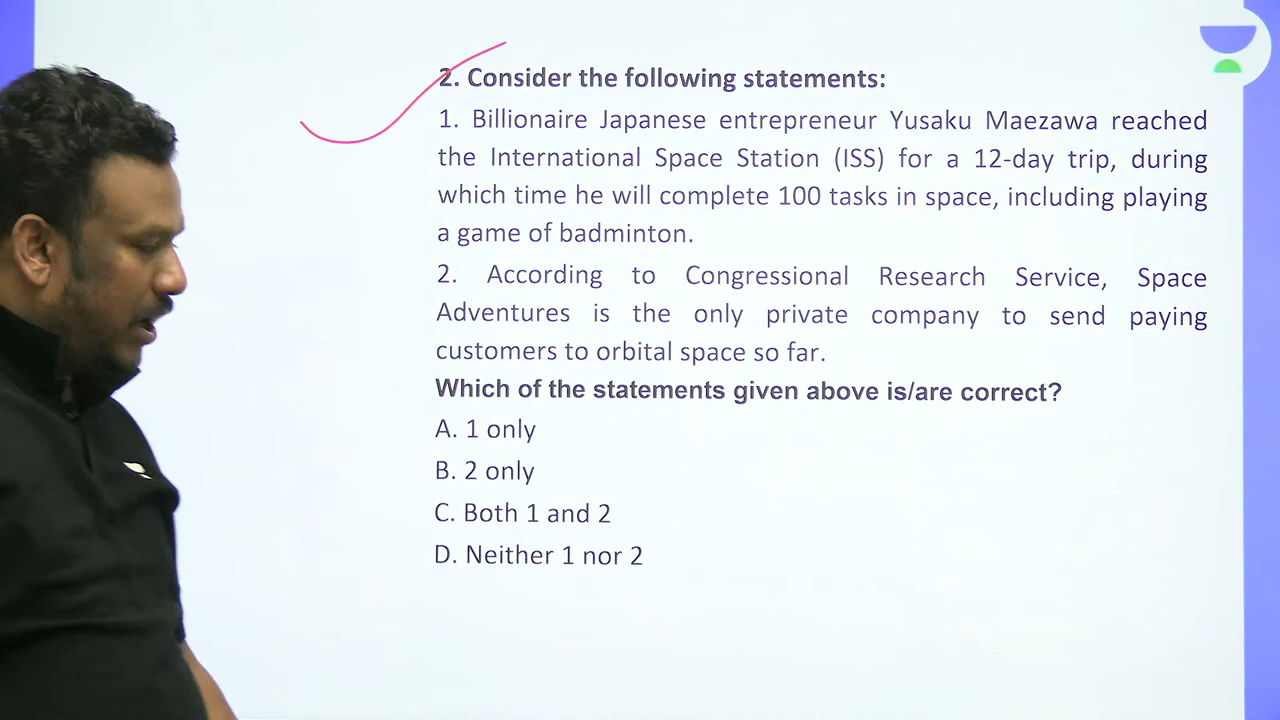 2. Consider the following statements:
1. Billionaire Japanese entrepreneur Yusaku Maezawa reached
the International Space Station (ISS) for a 12-day trip, during
which time he will complete 100 tasks in space, including playing
a game of badminton.
2. According to Congressional Research Service, Space
Adventures is the only private company to send paying
customers to orbital space so far.
Which of the statements given above is/are correct?
A. 1 only
B. 2 only
C. Both 1 and 2
D. Neither 1 nor 2